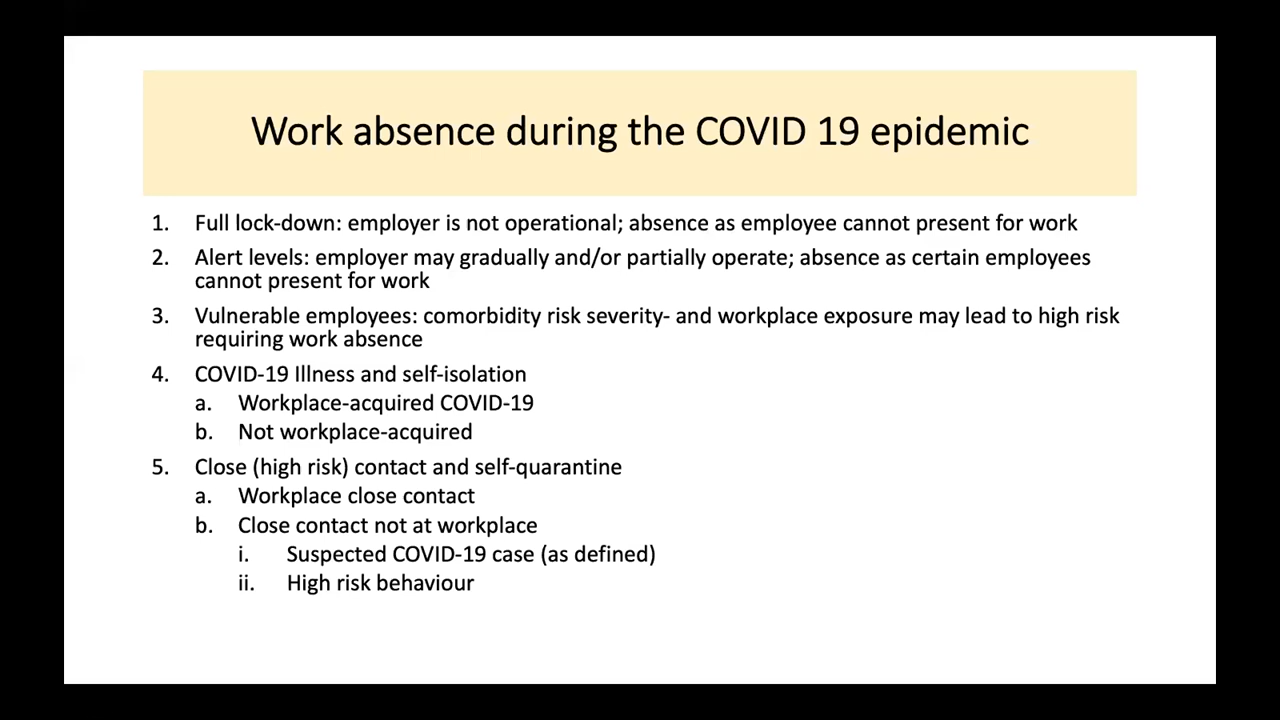 Work absence during the COVID 19 epidemic
1. Full lock-down: employer is not operational; absence as employee cannot present for work
2. Alert levels: employer may gradually and/or partially operate; absence as certain employees
cannot present for work
3. Vulnerable employees: comorbidity risk severity- and workplace exposure may lead to high risk
requiring work absence
4. COVID-19 Illness and self-isolation
a. Workplace-acquired COVID-19
b. Not workplace-acquired
5. Close (high risk) contact and self-quarantine
a. Workplace close contact
b. Close contact not at workplace
i. Suspected COVID-19 case (as defined)
ii. High risk behaviour